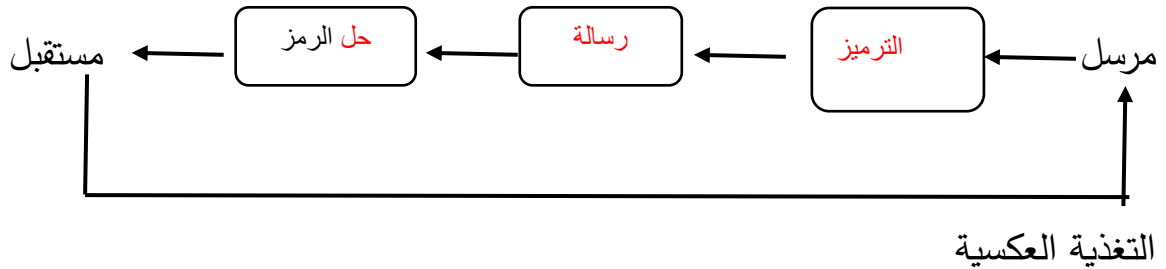 مرسل
الترميز
رسالة
حل الرمز
مستقبل
التغذية العكسية